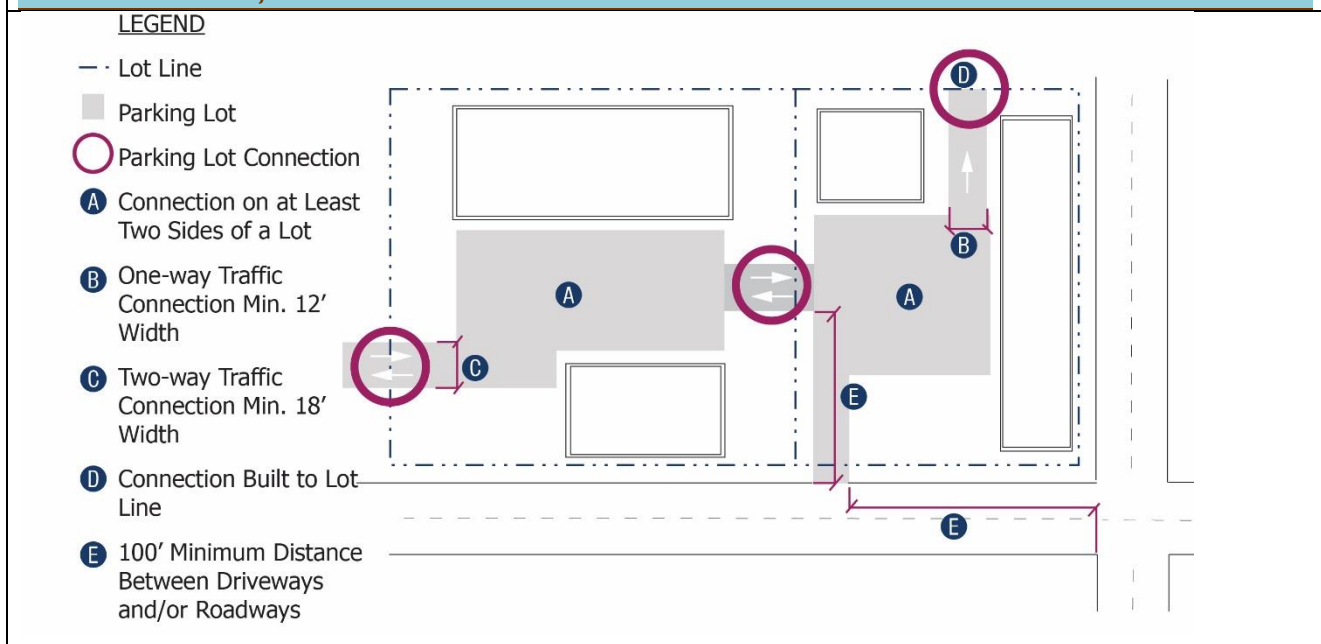 LEGEND
Lot Line
Parking Lot
Parking Lot Connection
A Connection on at Least
Two Sides of a Lot
B One-way Traffic
Connection Min. 12'
Width
C Two-way Traffic
Connection Min. 18'
Width
D Connection Built to Lot
Line
E 100' Minimum Distance
Between Driveways
and/or Roadways
D
B
A
A
C
E
E